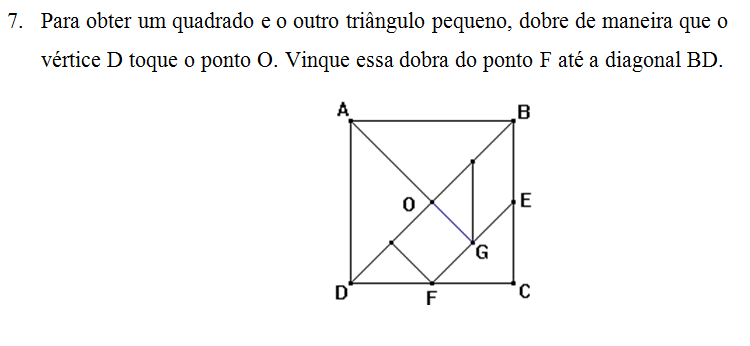 7. Para obter um quadrado e o outro triângulo pequeno, dobre de maneira que o
vértice D toque o ponto O. Vinque essa dobra do ponto F até a diagonal BD.
A B
O E
G
D F C